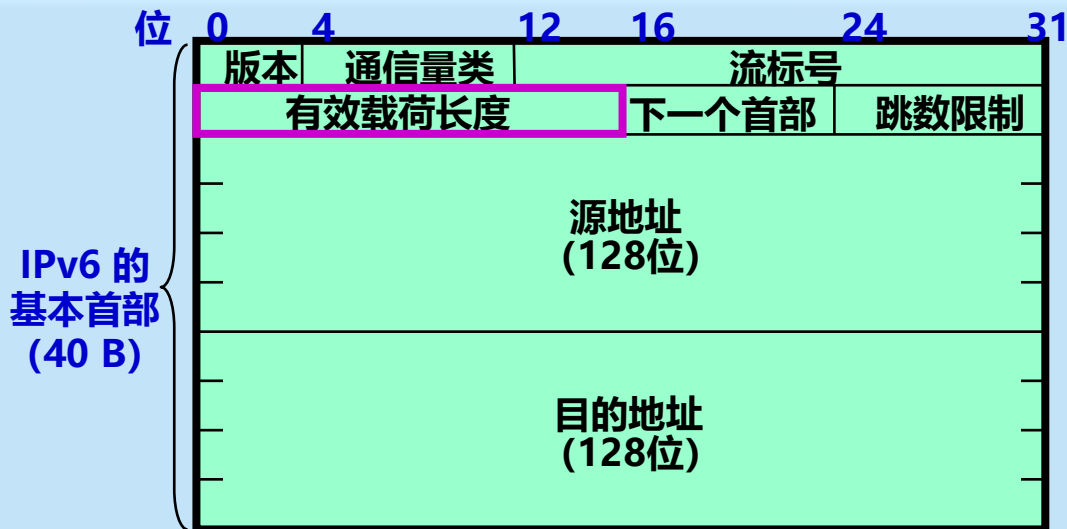 位 0 4 12 16 24 31
版本 通信量类 流标号
有效载荷长度 下一个首部 跳数限制
源地址
(128位)
IPv6 的
基本首部
(40 B)
目的地址
(128位)